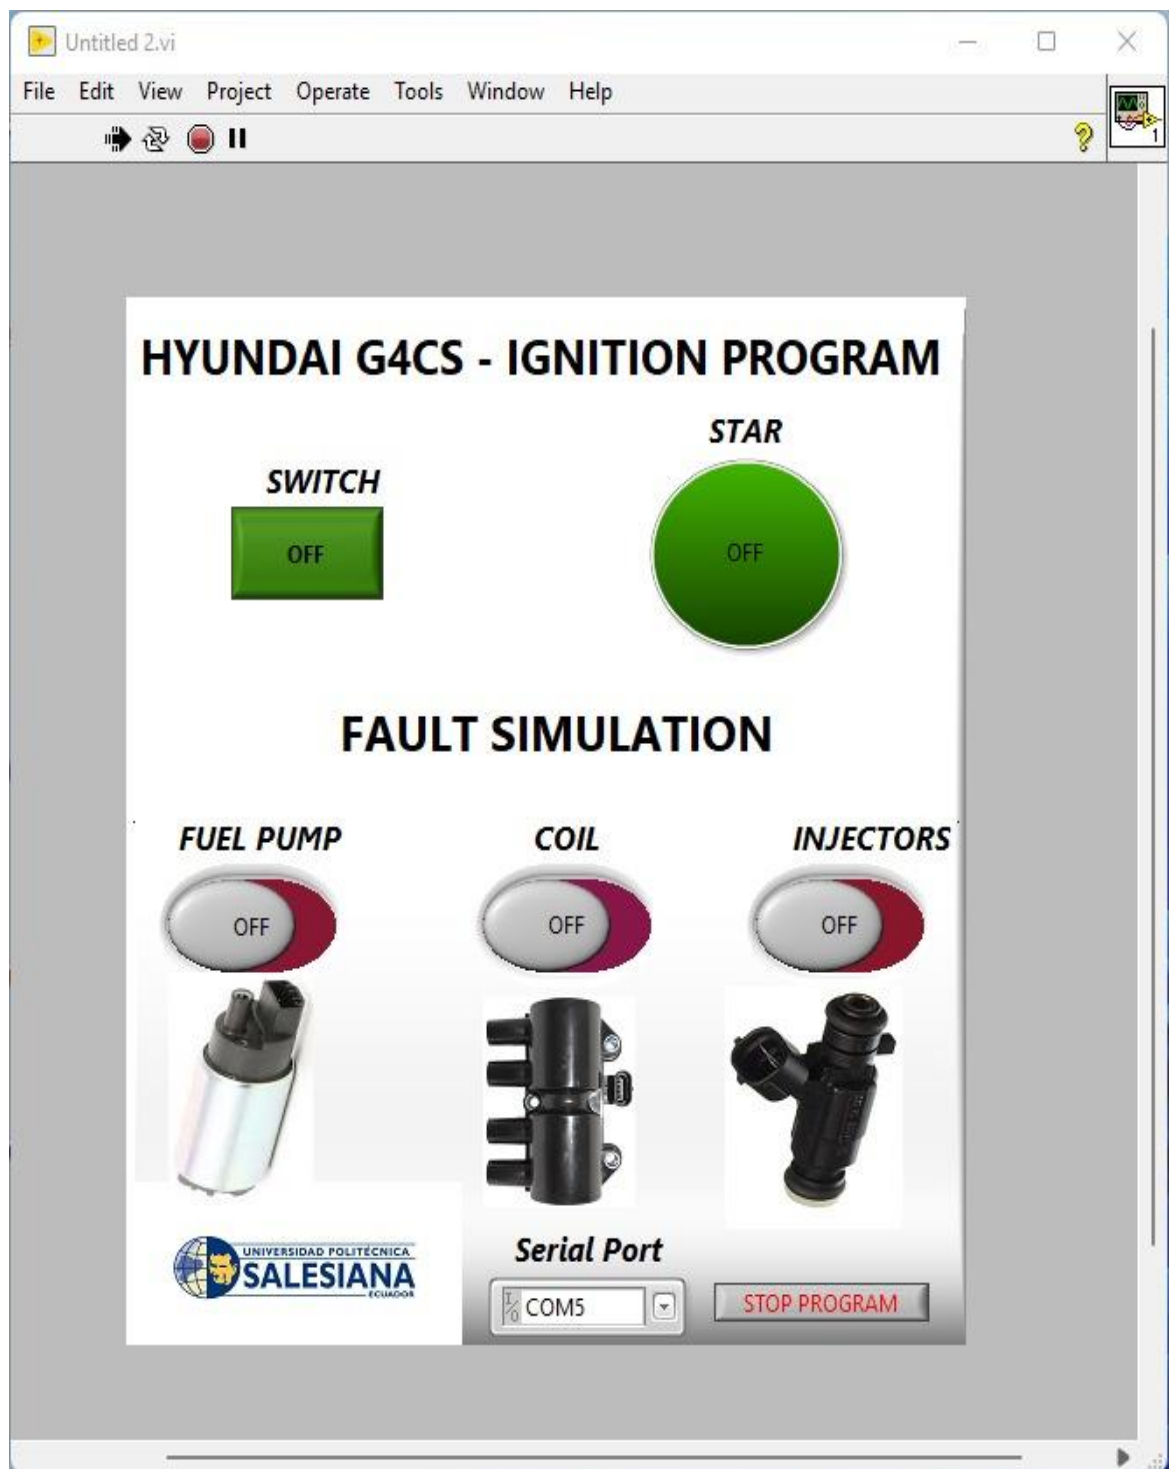 Untitled 2.vi
File Edit View Project Operate Tools Window Help
1
HYUNDAI G4CS - IGNITION PROGRAM
STAR
SWITCH
OFF
OFF
FAULT SIMULATION
FUEL PUMP COIL INJECTORS
OFF OFF OFF
UNIVERSIDAD POLITÉCNICA
SALESIANA
ECUADOR
Serial Port
I/O COM5
STOP PROGRAM